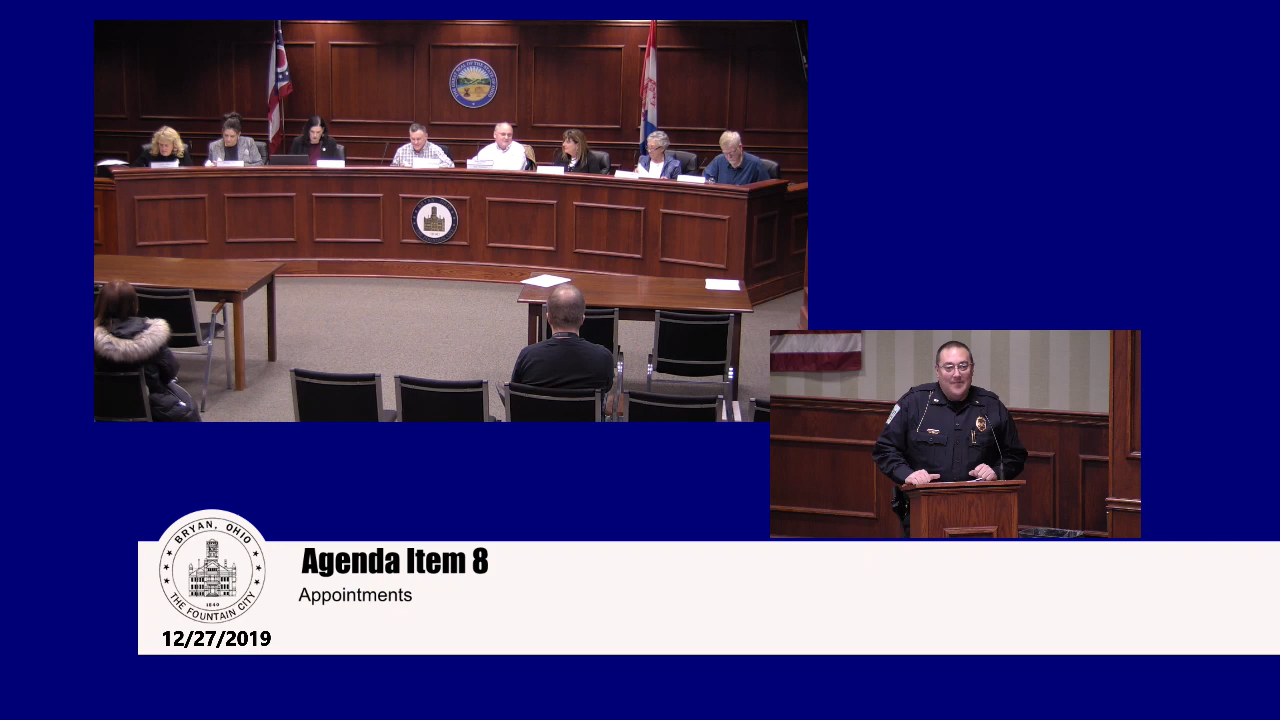 BRYAN, OHIO
1840
THE FOUNTAIN CITY
12/27/2019
Agenda Item 8
Appointments